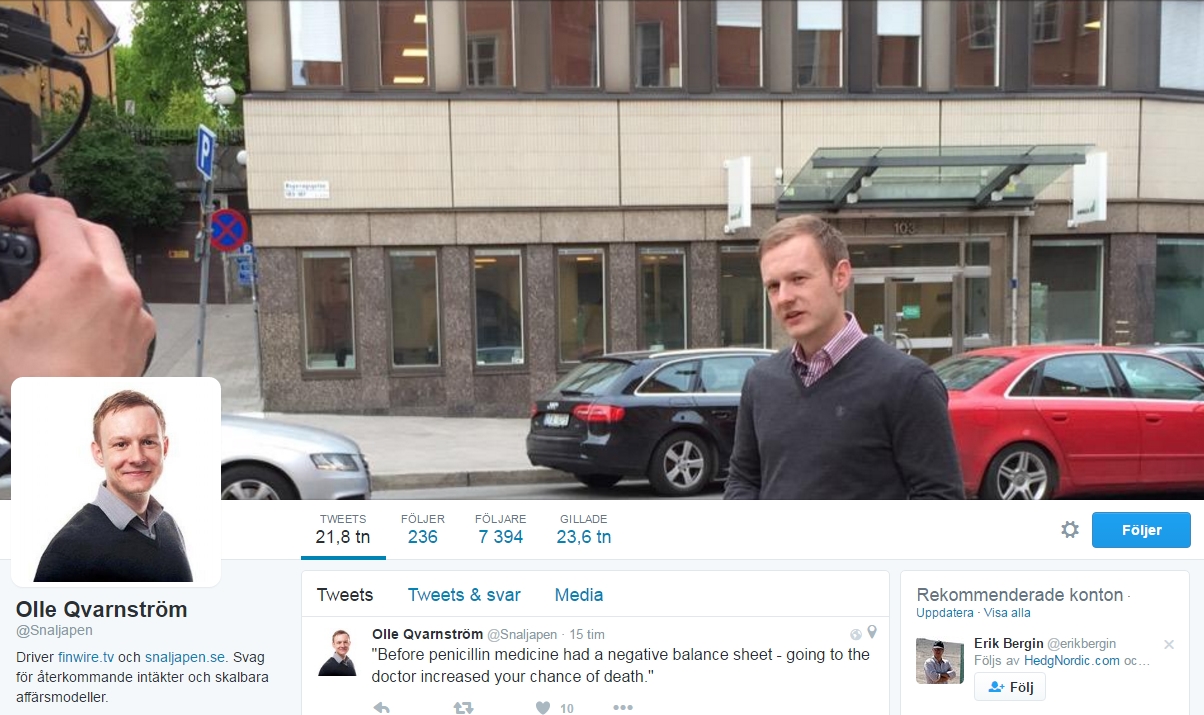 P
103
TWEETS
21,8 tn
FÖLJER
236
FÖLJARE
7 394
GILLADE
23,6 tn
Följer
Olle Qvarnström
@Snaljapen
Driver finwire.tv och snaljapen.se. Svag
för återkommande intäkter och skalbara
affärsmodeller.
Tweets Tweets & svar Media
Olle Qvarnström @Snaljapen · 15 tim
"Before penicillin medicine had a negative balance sheet - going to the
doctor increased your chance of death."
10
Rekommenderade konton ·
Uppdatera · Visa alla
Erik Bergin @erikbergin
Följs av HedgNordic.com oc...
Följ